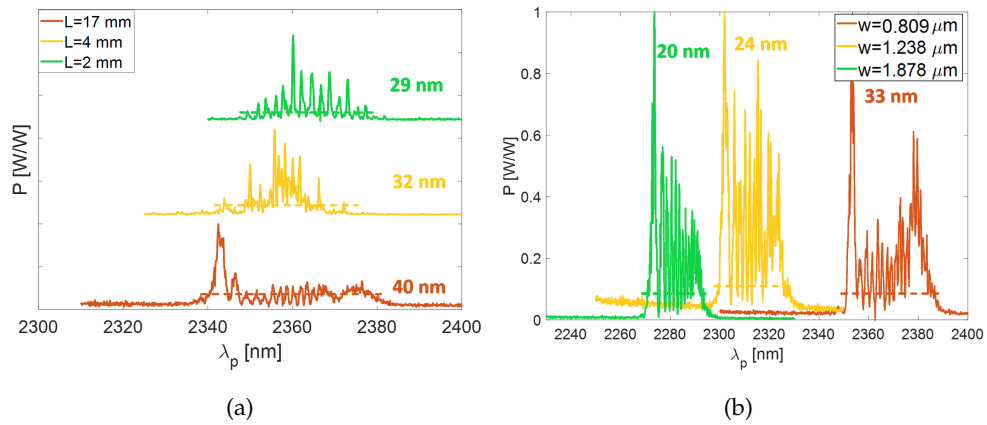 L=17 mm
L=4 mm
L=2 mm
29 nm
32 nm
40 nm
P [W/W]
2300 2320 2340 2360 2380 2400
λp [nm]
(a)
1
0.8
0.6
0.4
0.2
0
P [W/W]
20 nm
24 nm
33 nm
w=0.809 μm
w=1.238 μm
w=1.878 μm
2240 2260 2280 2300 2320 2340 2360 2380 2400
λp [nm]
(b)